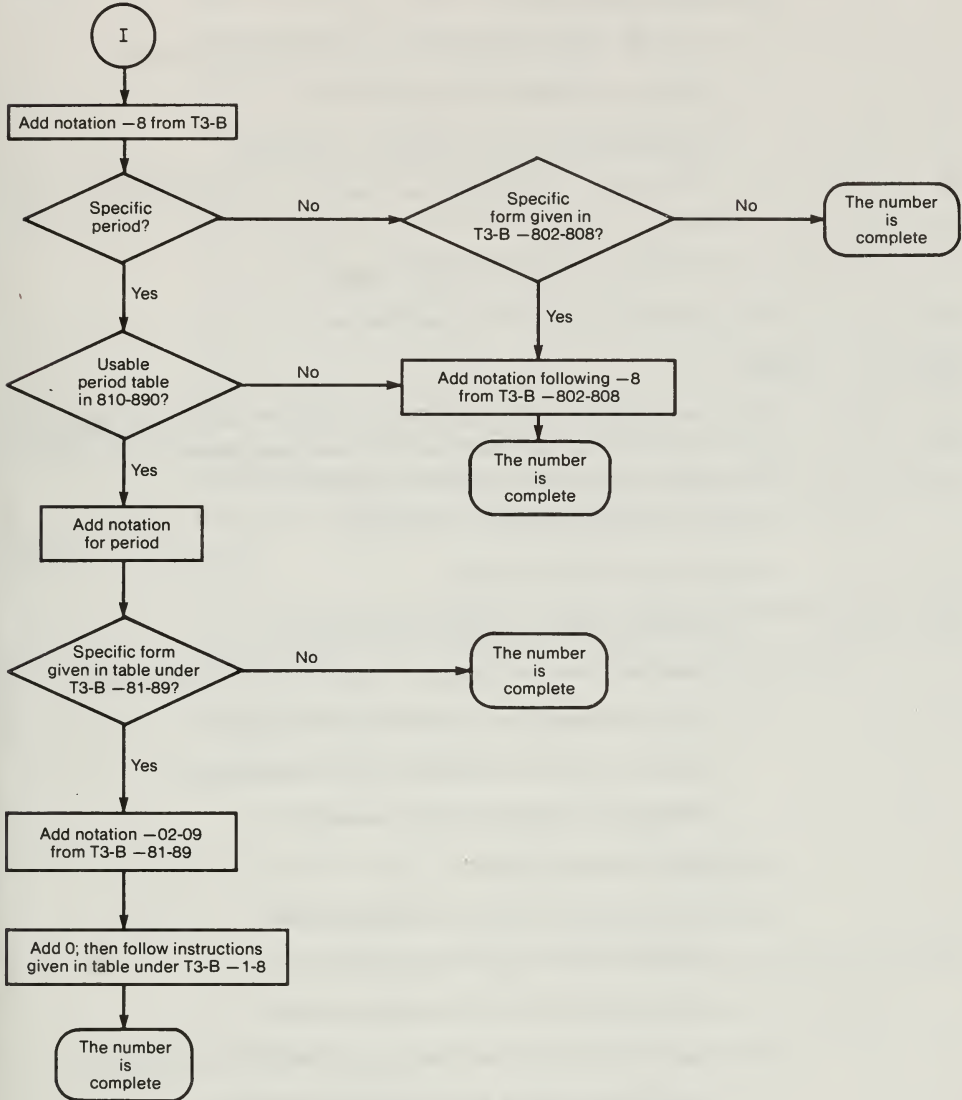 I
Add notation –8 from T3-B
Specific
period?
No
Specific
form given in
T3-B –802-808?
No
The number
is
complete
Yes
Yes
Usable
period table
in 810-890?
No
Add notation following –8
from T3-B –802-808
The number
is
complete
Yes
Add notation
for period
Specific form
given in table under
T3-B –81-89?
No
The number
is
complete
Yes
Add notation –02-09
from T3-B –81-89
Add 0; then follow instructions
given in table under T3-B –1-8
The number
is
complete